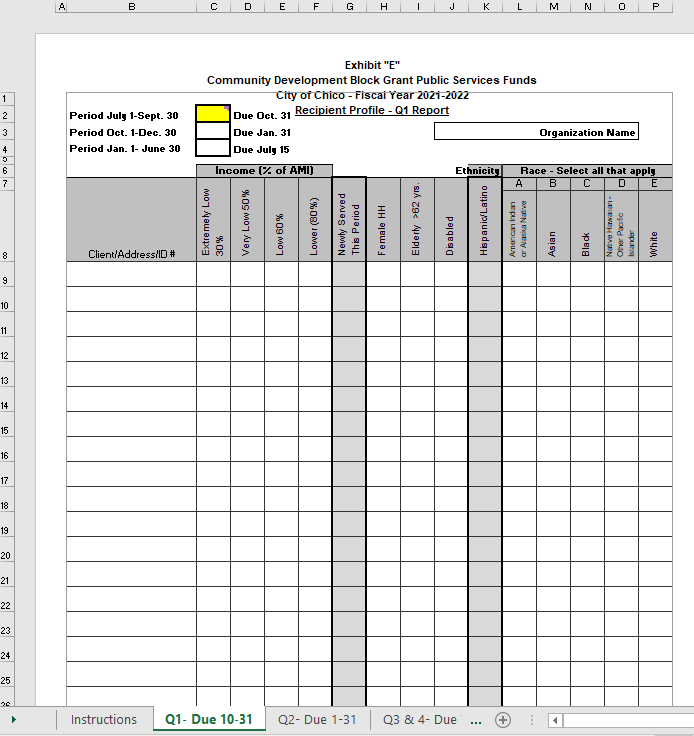 A B C D E F G H I J K L M N O P
Exhibit "E"
Community Development Block Grant Public Services Funds
City of Chico - Fiscal Year 2021-2022
Recipient Profile - Q1 Report
1
2 Period July 1-Sept. 30 Due Oct. 31
3 Period Oct. 1-Dec. 30 Due Jan. 31 Organization Name
4 Period Jan. 1- June 30 Due July 15
5
6 Income (% of AMI) Ethnicity Race - Select all that apply
7 A B C D E
8 Client/Address/ID # Extremely Low 30% Very Low 50% Low 60% Lower (80%) Newly Served This Period Female HH Elderly >62 yrs. Disabled Hispanic/Latino American Indian or Alaska Native Asian Black Native Hawaiian - Other Pacific Islander White
9
10
11
12
13
14
15
16
17
18
19
20
21
22
23
24
25
26
Instructions Q1- Due 10-31 Q2- Due 1-31 Q3 & 4- Due ...